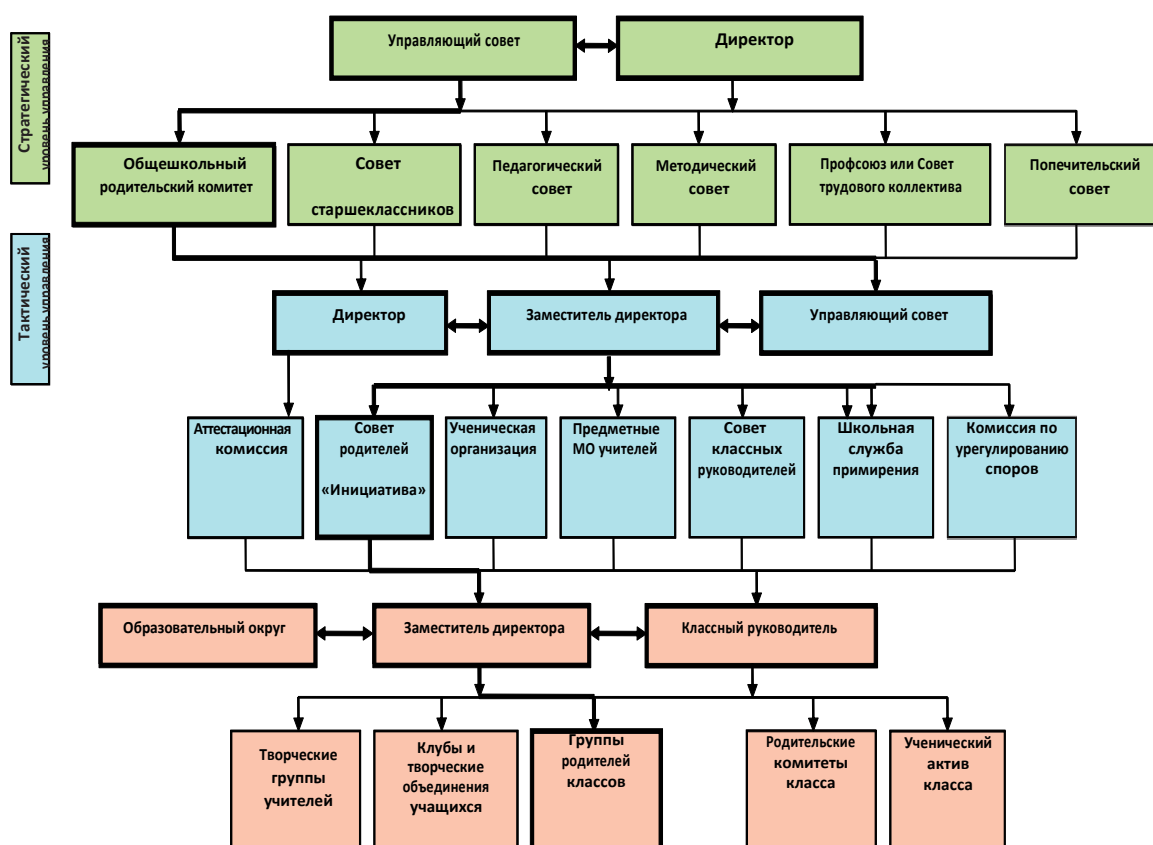 Стратегический
уровень управления
Управляющий совет
Директор
Общешкольный
родительский комитет
Совет
старшеклассников
Педагогический
совет
Методический
совет
Профсоюз или Совет
трудового коллектива
Попечительский
совет
Тактический
уровень управления
Директор
Заместитель директора
Управляющий совет
Аттестационная
комиссия
Совет
родителей
«Инициатива»
Ученическая
организация
Предметные
МО учителей
Совет
классных
руководителей
Школьная
служба
примирения
Комиссия по
урегулированию
споров
Образовательный округ
Заместитель директора
Классный руководитель
Творческие
группы
учителей
Клубы и
творческие
объединения
учащихся
Группы
родителей
классов
Родительские
комитеты
класса
Ученический
актив
класса